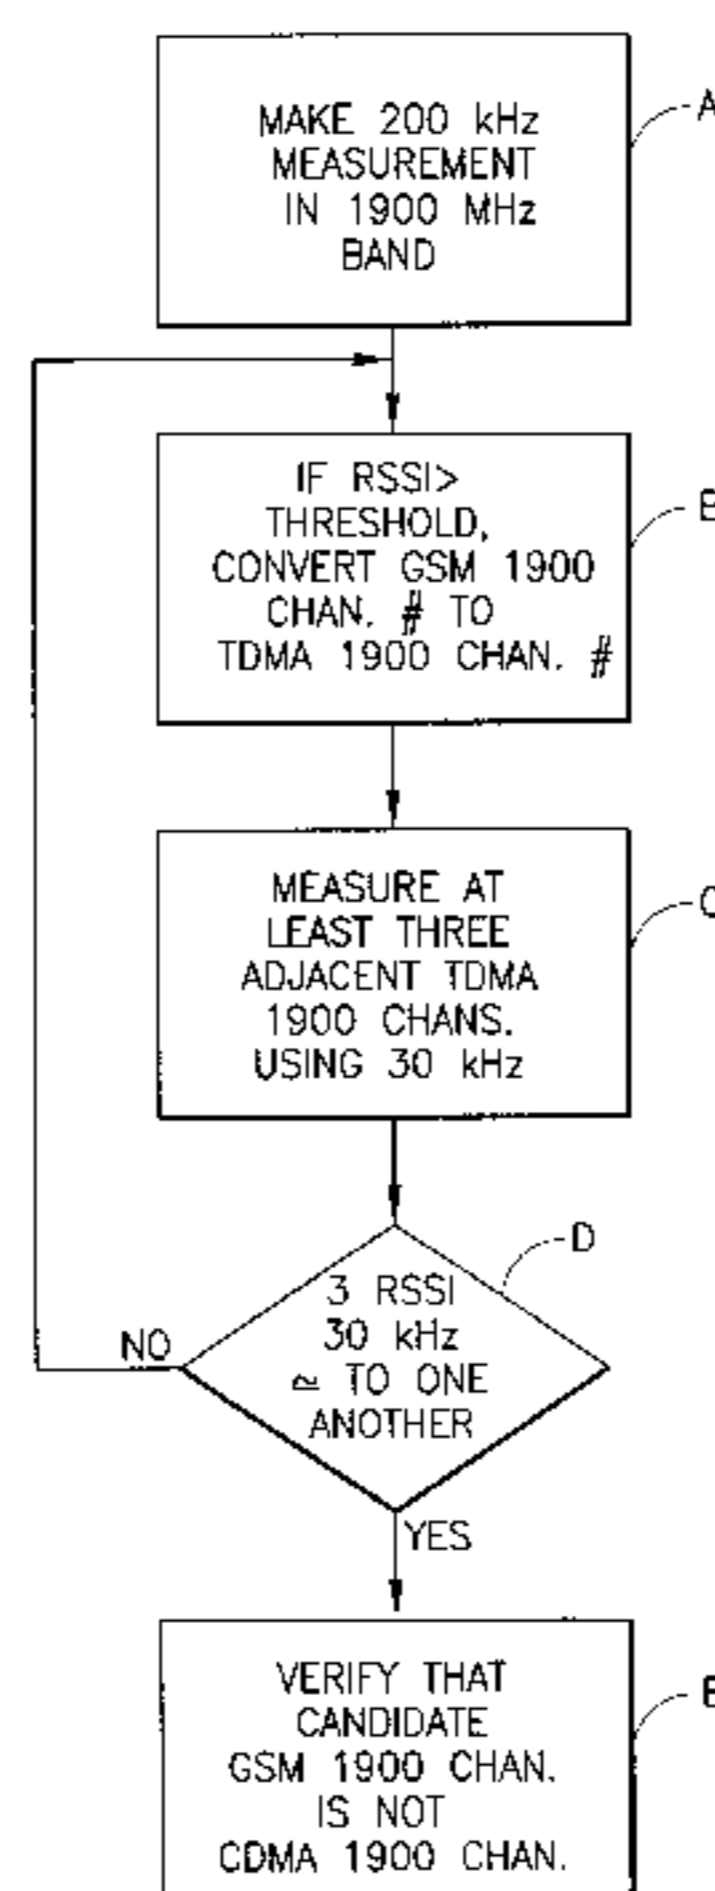 MAKE 200 kHz
MEASUREMENT
IN 1900 MHz
BAND
A
IF RSSI>
THRESHOLD,
CONVERT GSM 1900
CHAN. # TO
TDMA 1900 CHAN. #
B
MEASURE AT
LEAST THREE
ADJACENT TDMA
1900 CHANS.
USING 30 kHz
C
D
3 RSSI
30 kHz
≃ TO ONE
ANOTHER
NO
YES
VERIFY THAT
CANDIDATE
GSM 1900 CHAN.
IS NOT
CDMA 1900 CHAN.
E